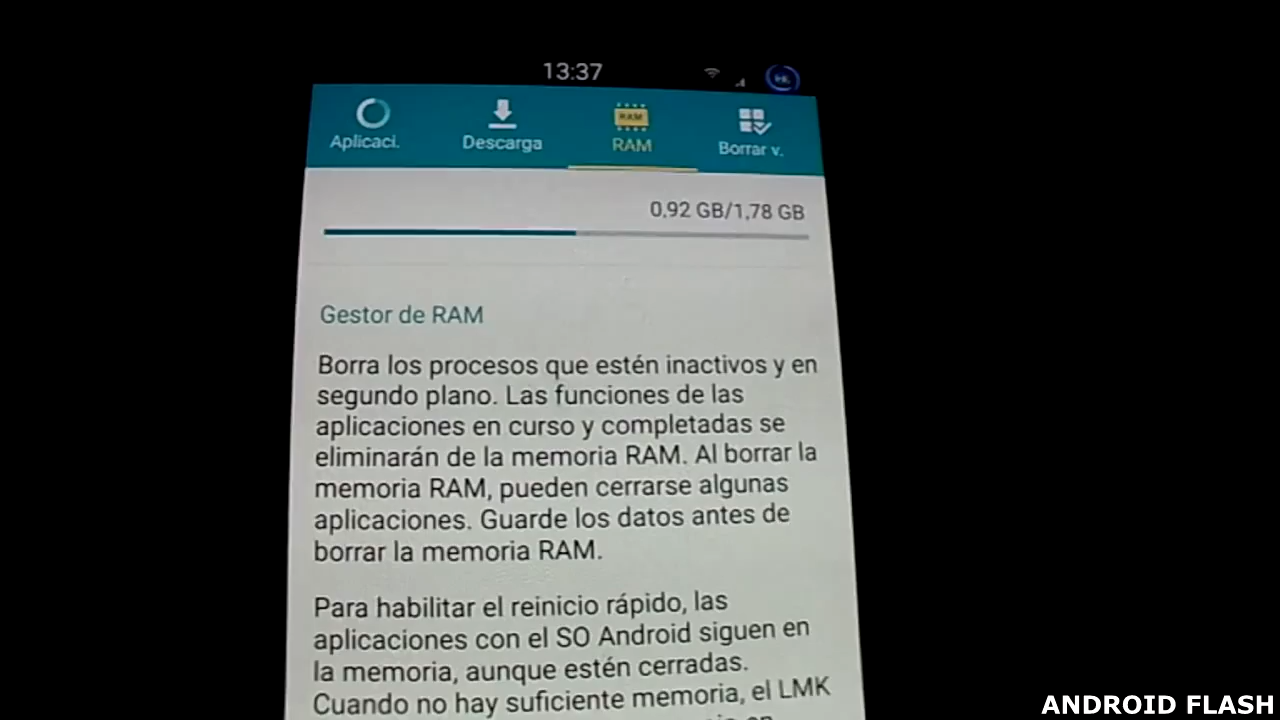 13:37
Aplicaci. Descarga RAM Borrar v.
0,92 GB/1,78 GB
Gestor de RAM
Borra los procesos que estén inactivos y en
segundo plano. Las funciones de las
aplicaciones en curso y completadas se
eliminarán de la memoria RAM. Al borrar la
memoria RAM, pueden cerrarse algunas
aplicaciones. Guarde los datos antes de
borrar la memoria RAM.
Para habilitar el reinicio rápido, las
aplicaciones con el SO Android siguen en
la memoria, aunque estén cerradas.
Cuando no hay suficiente memoria, el LMK
ANDROID FLASH